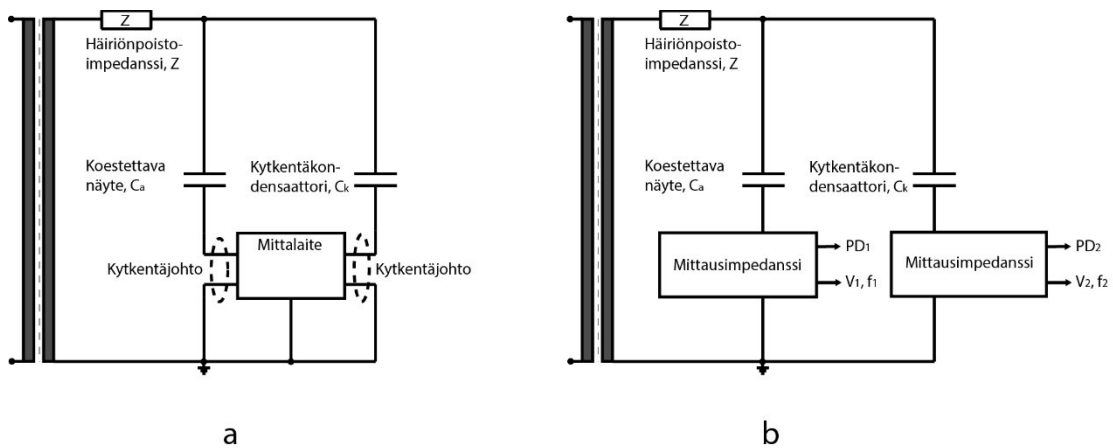 Z
Häiriönpoisto-
impedanssi, Z
Koestettava
näyte, Ca
Kytkentäkon-
densaattori, Ck
Mittalaite
Kytkentäjohto
Kytkentäjohto
a
Z
Häiriönpoisto-
impedanssi, Z
Koestettava
näyte, Ca
Kytkentäkon-
densaattori, Ck
Mittausimpedanssi
PD1
V1, f1
Mittausimpedanssi
PD2
V2, f2
b